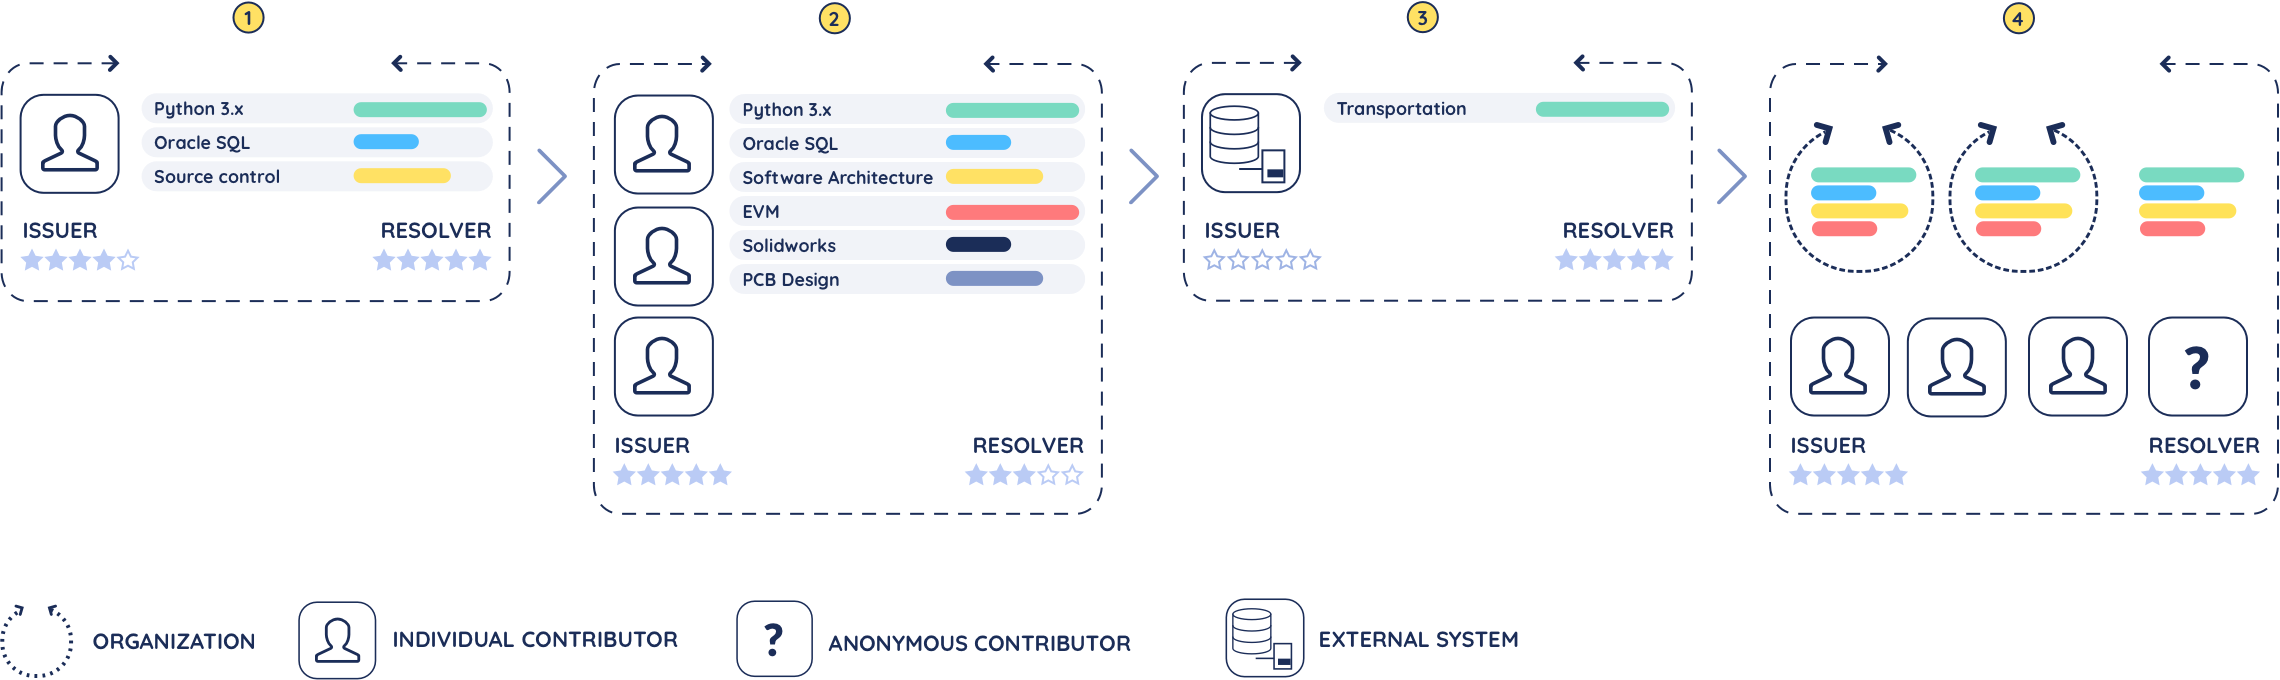 1
Python 3.x
Oracle SQL
Source control
ISSUER
RESOLVER
2
Python 3.x
Oracle SQL
Software Architecture
EVM
Solidworks
PCB Design
ISSUER
RESOLVER
3
Transportation
ISSUER
RESOLVER
4
?
ISSUER
RESOLVER
ORGANIZATION
INDIVIDUAL CONTRIBUTOR
?
ANONYMOUS CONTRIBUTOR
EXTERNAL SYSTEM